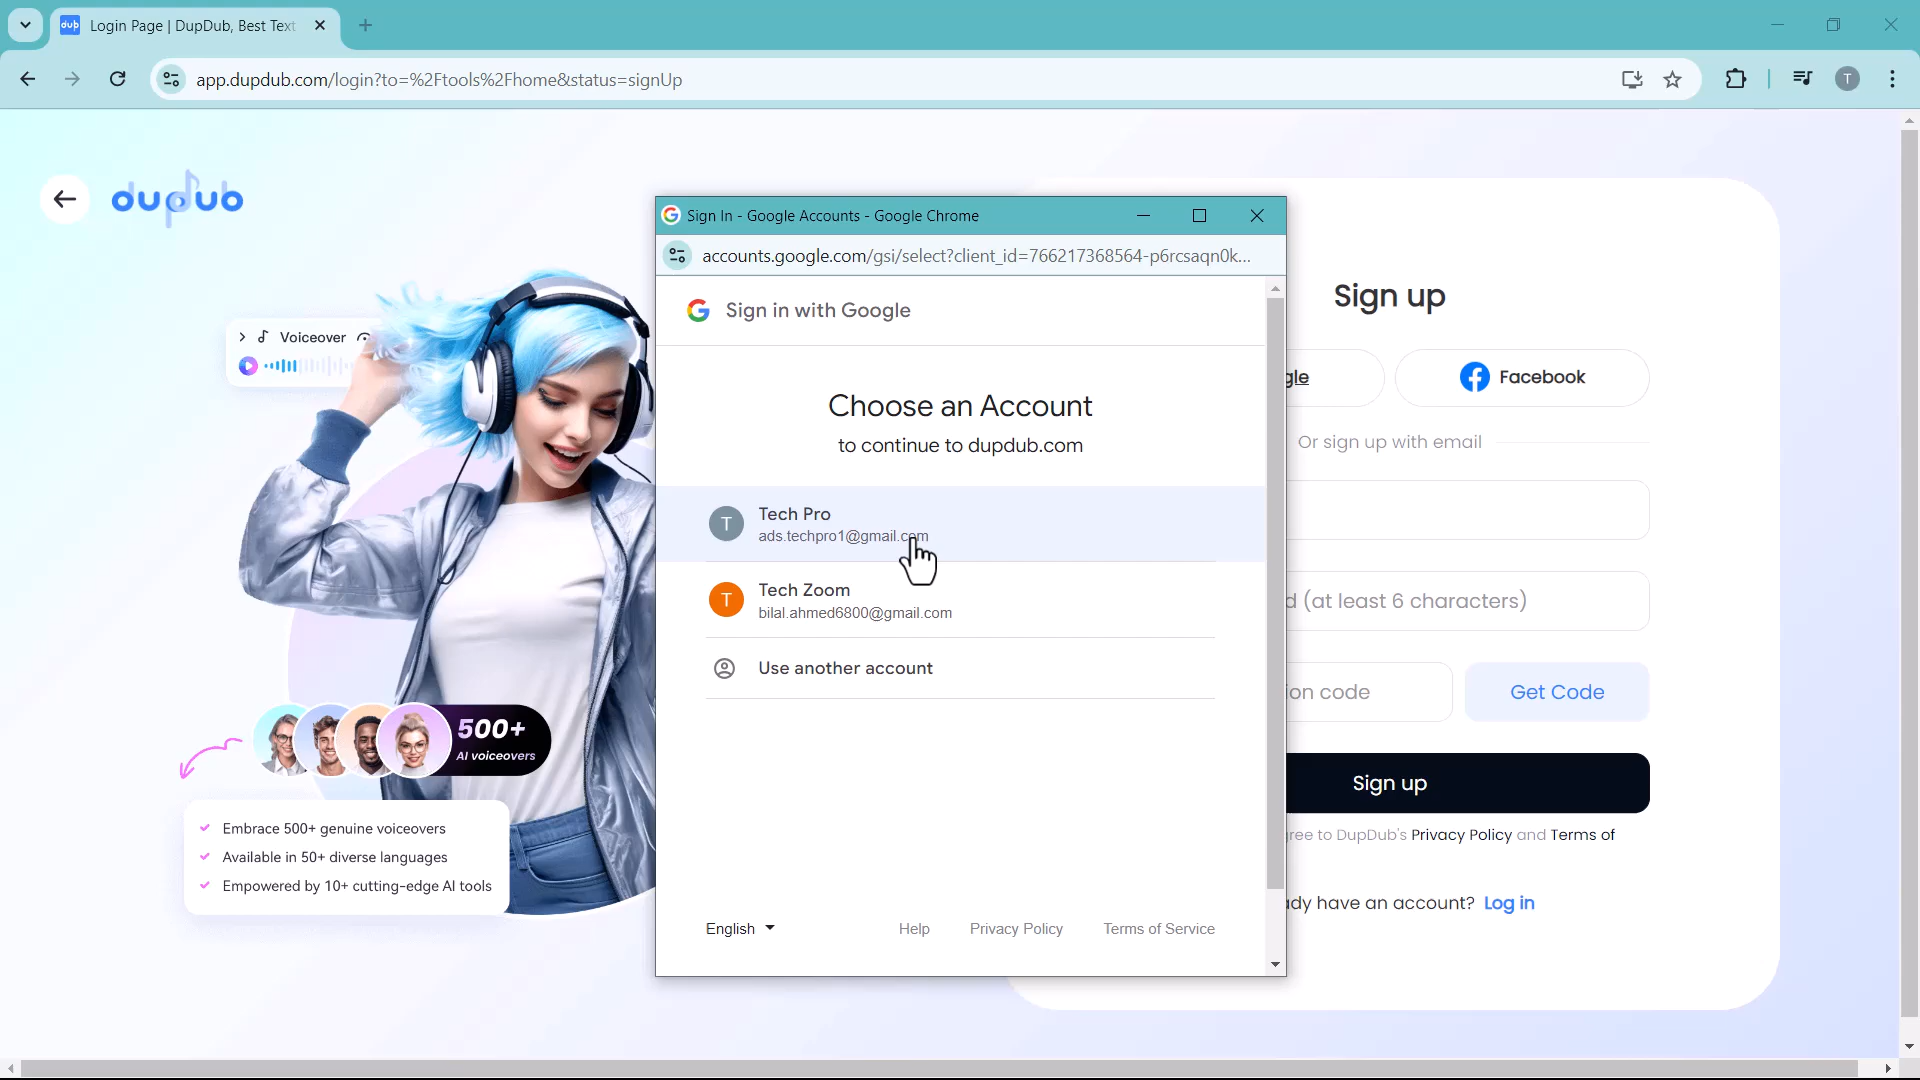 dub Login Page | DupDub, Best Text
app.dupdub.com/login?to=%2Ftools%2Fhome&status=signUp
T
dupdub
Voiceover
500+
AI voiceovers
Embrace 500+ genuine voiceovers
Available in 50+ diverse languages
Empowered by 10+ cutting-edge AI tools
Sign In - Google Accounts - Google Chrome
accounts.google.com/gsi/select?client_id=766217368564-p6rcsaqn0k...
Sign in with Google
Choose an Account
to continue to dupdub.com
T
Tech Pro
ads.techpro1@gmail.com
T
Tech Zoom
bilal.ahmed6800@gmail.com
Use another account
English
Help
Privacy Policy
Terms of Service
Sign up
gle
Facebook
Or sign up with email
d (at least 6 characters)
ion code
Get Code
Sign up
gree to DupDub's Privacy Policy and Terms of
ady have an account? Log in